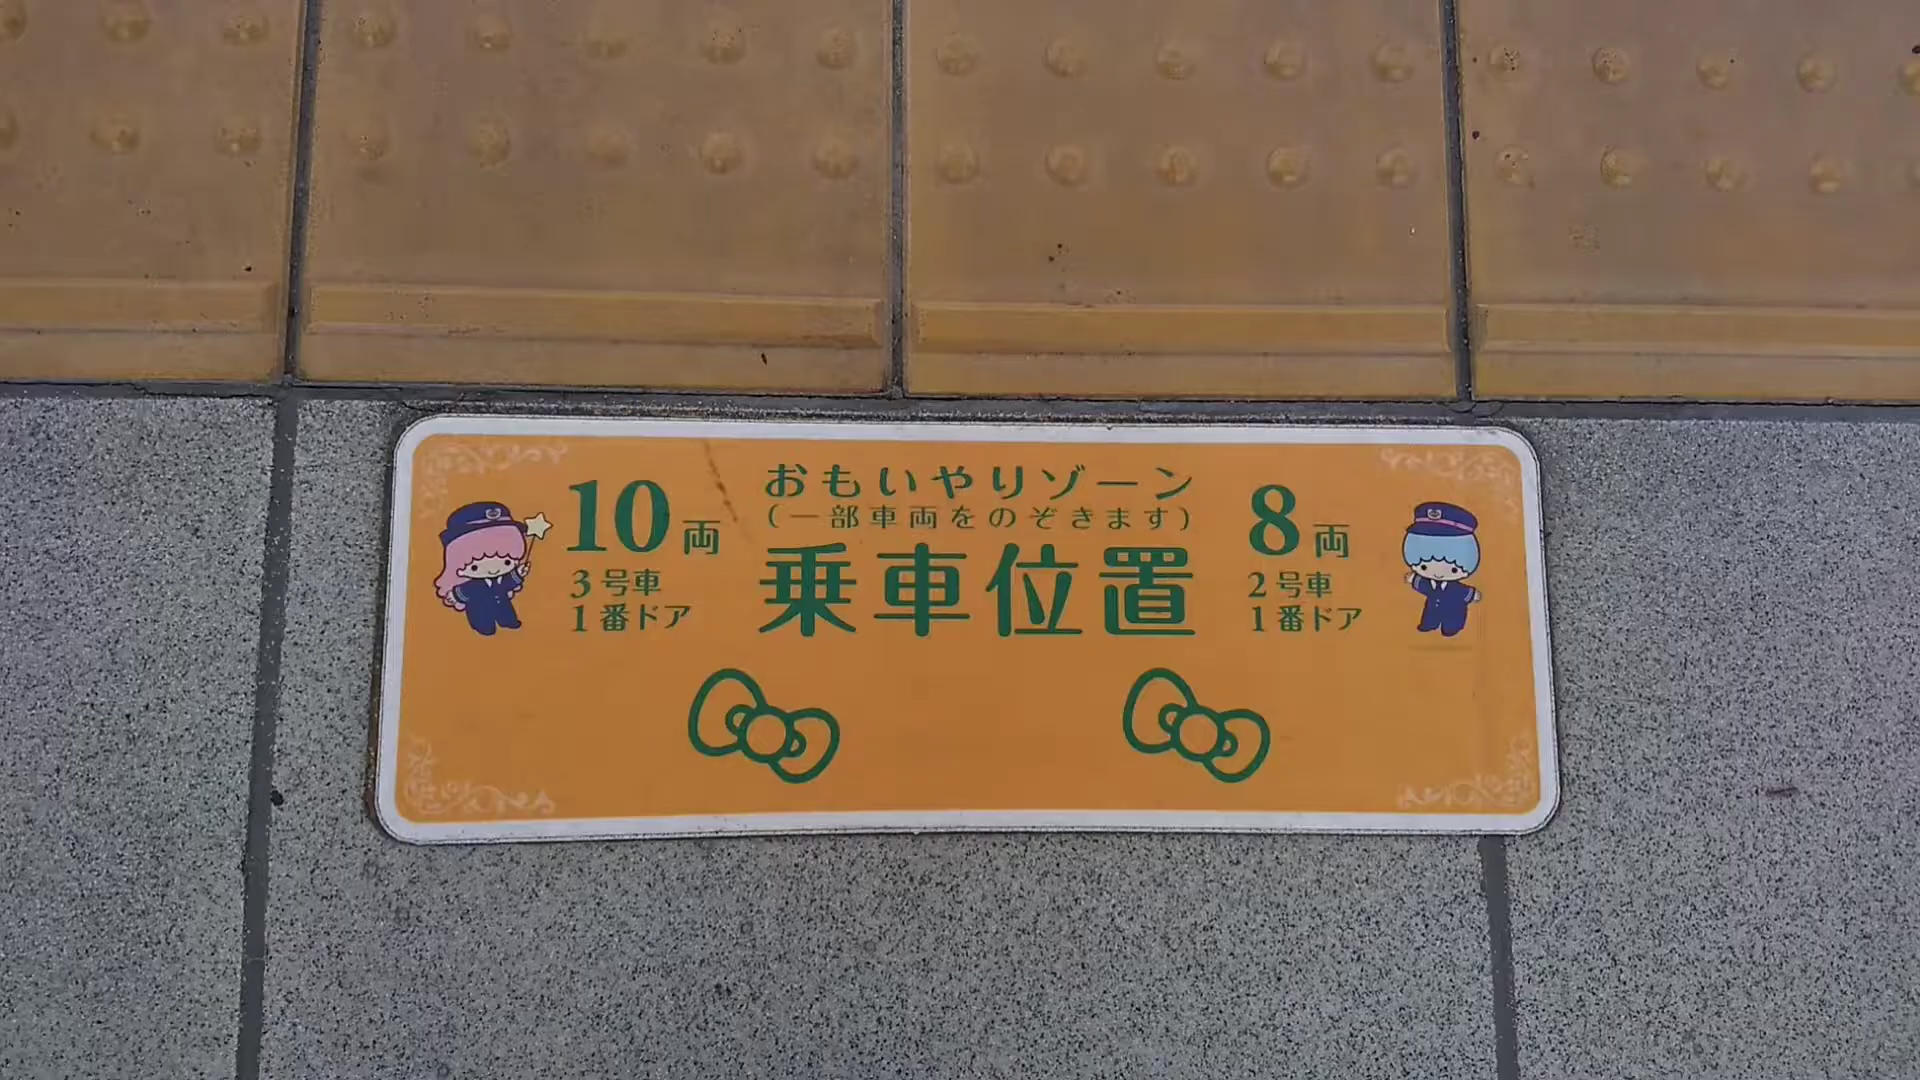 おもいやりゾーン
(一部車両をのぞきます)
乗車位置
10両
3号車
1番ドア
8両
2号車
1番ドア